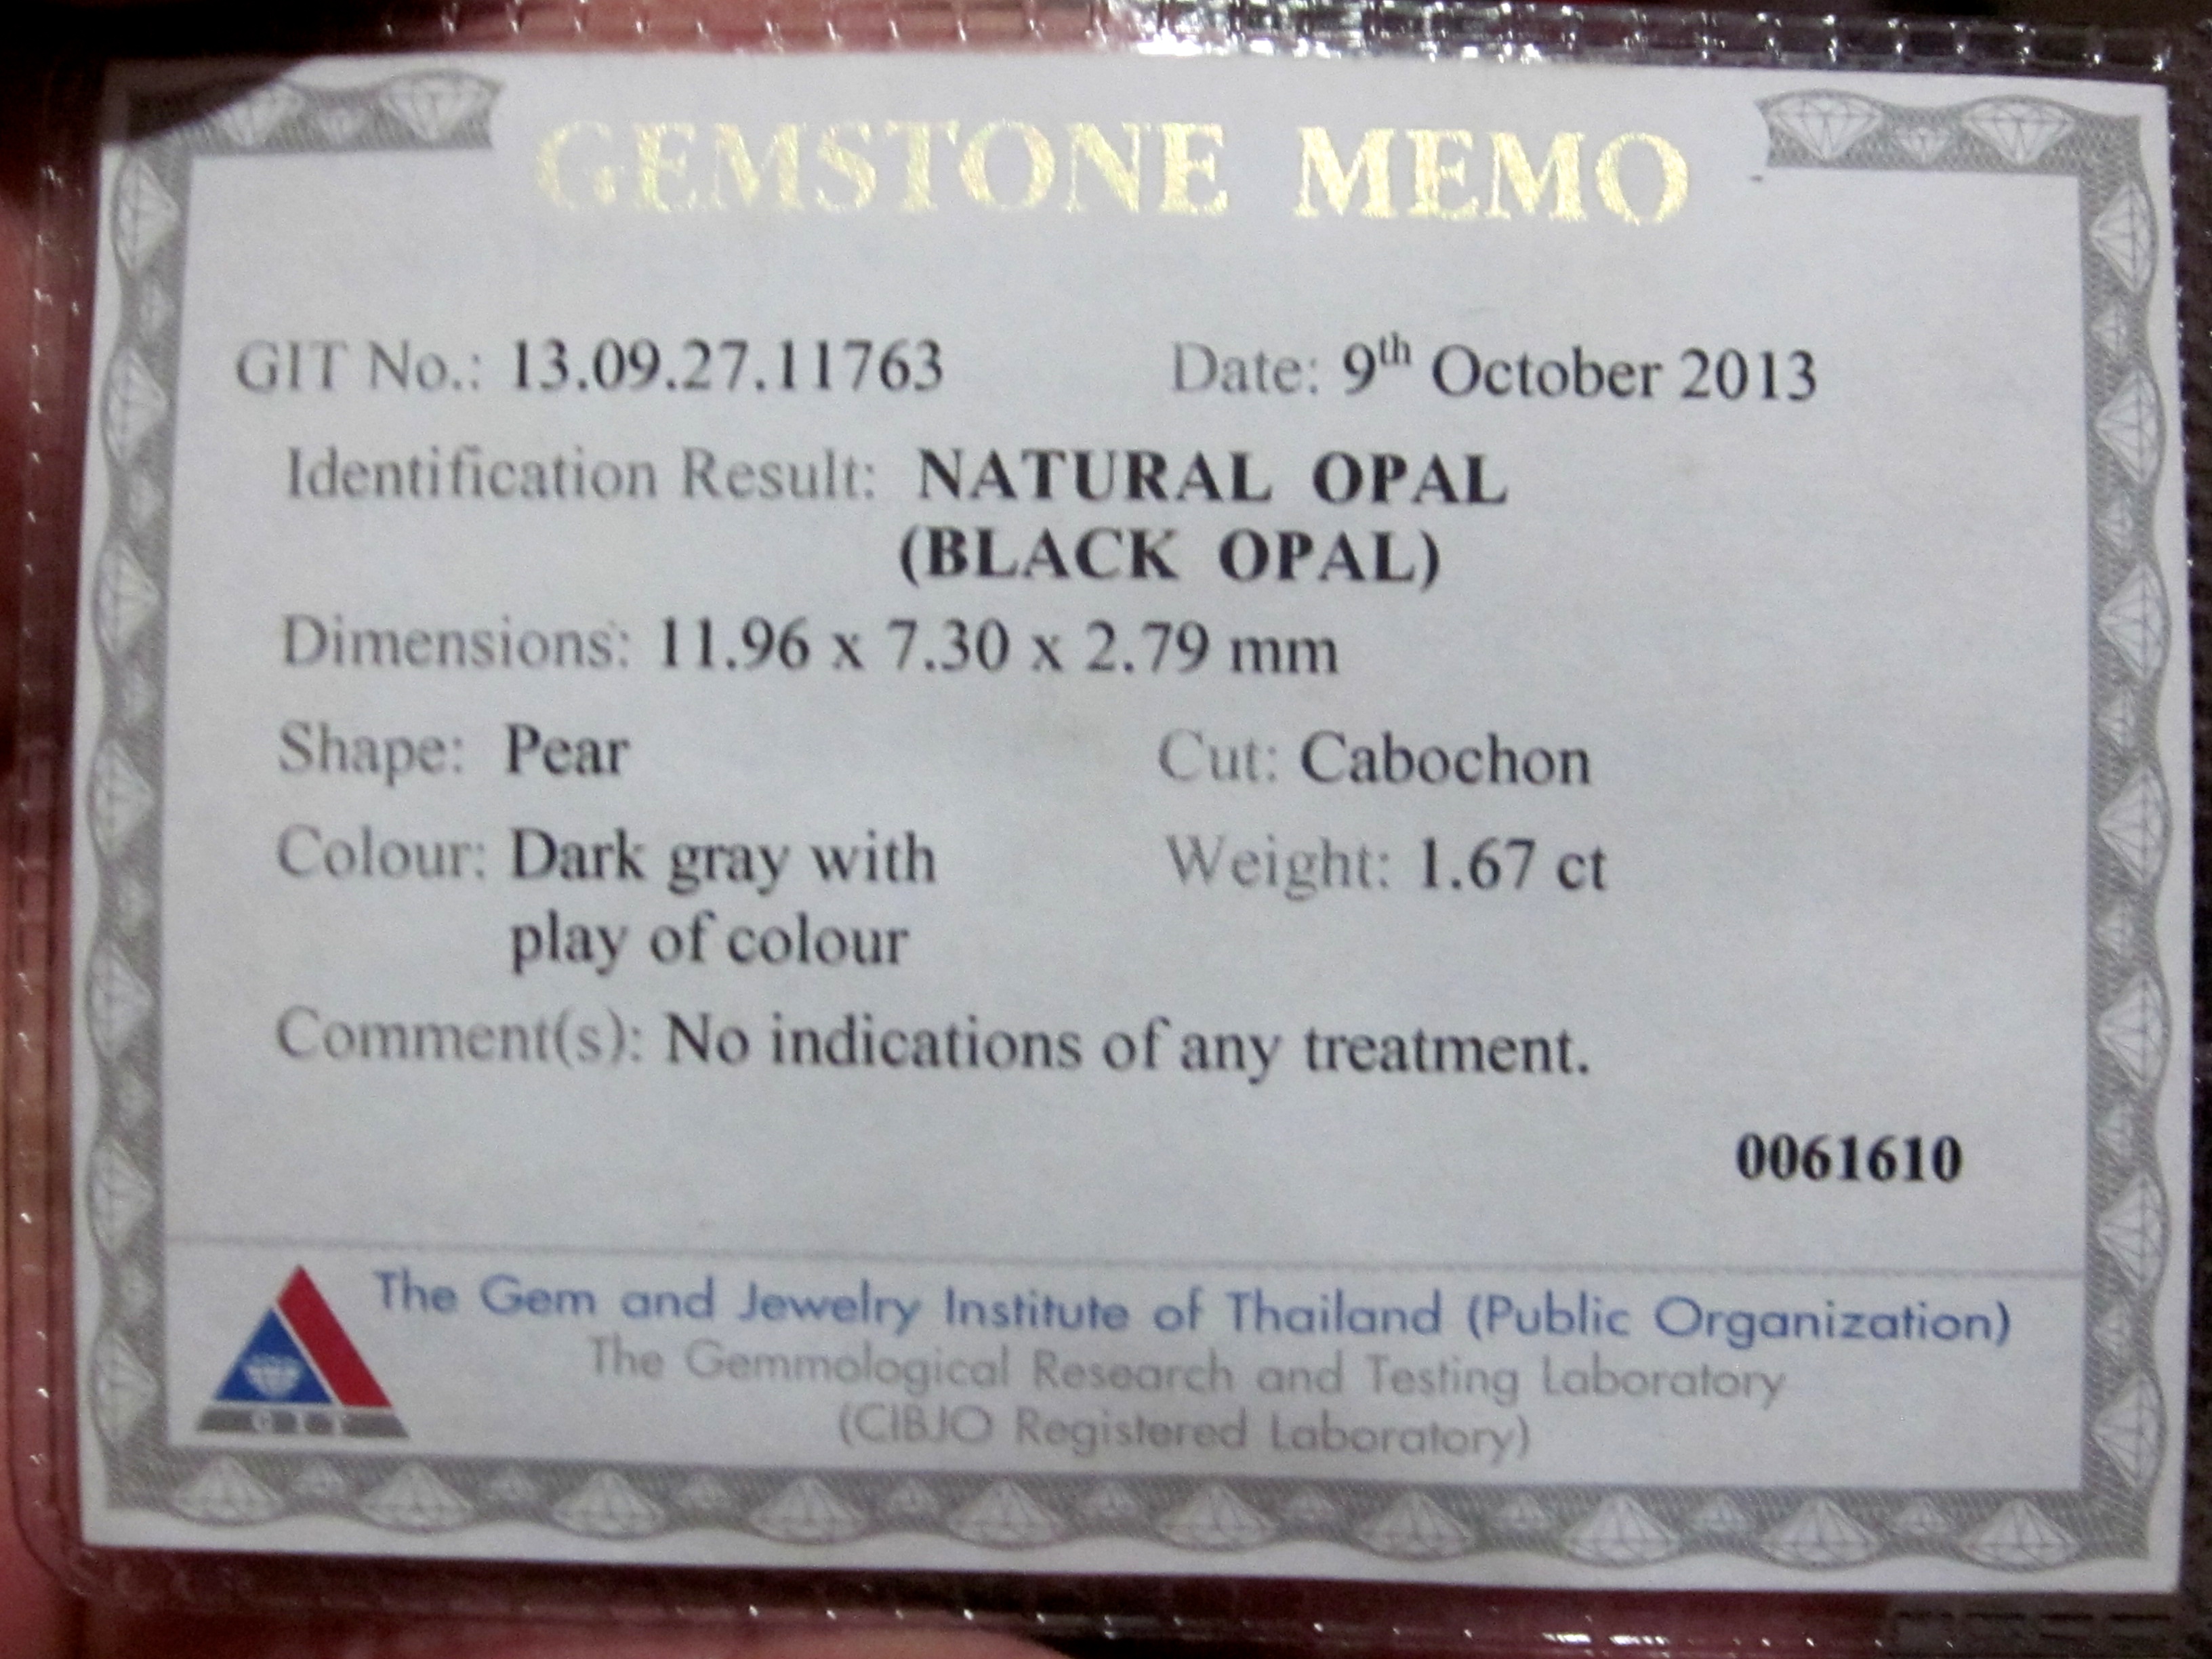 GEMSTONE MEMO
GIT No.: 13.09.27.11763 Date: 9th October 2013
Identification Result: NATURAL OPAL
(BLACK OPAL)
Dimensions: 11.96 x 7.30 x 2.79 mm
Shape: Pear Cut: Cabochon
Colour: Dark gray with Weight: 1.67 ct
play of colour
Comment(s): No indications of any treatment.
0061610
The Gem and Jewelry Institute of Thailand (Public Organization)
The Gemmological Research and Testing Laboratory
(CIBJO Registered Laboratory)
GIT